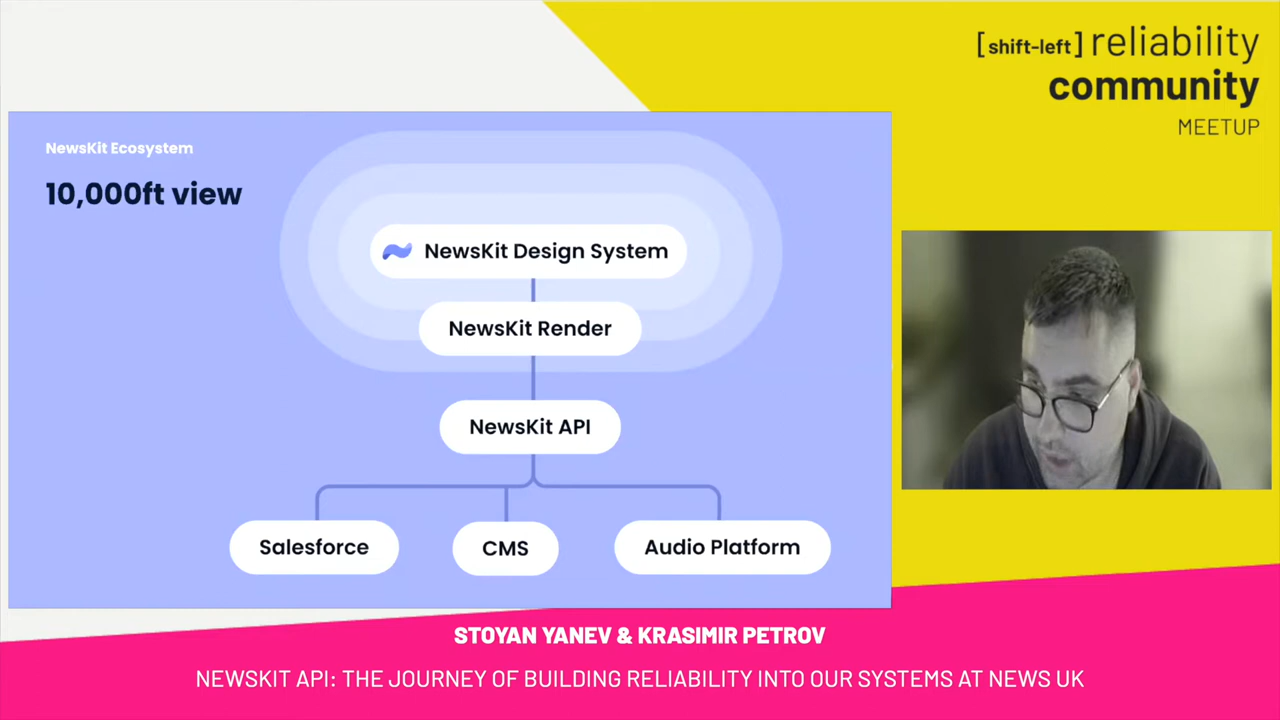 [shift-left] reliability
community
MEETUP
NewsKit Ecosystem
10,000ft view
NewsKit Design System
NewsKit Render
NewsKit API
Salesforce
CMS
Audio Platform
STOYAN YANEV & KRASIMIR PETROV
NEWSKIT API: THE JOURNEY OF BUILDING RELIABILITY INTO OUR SYSTEMS AT NEWS UK